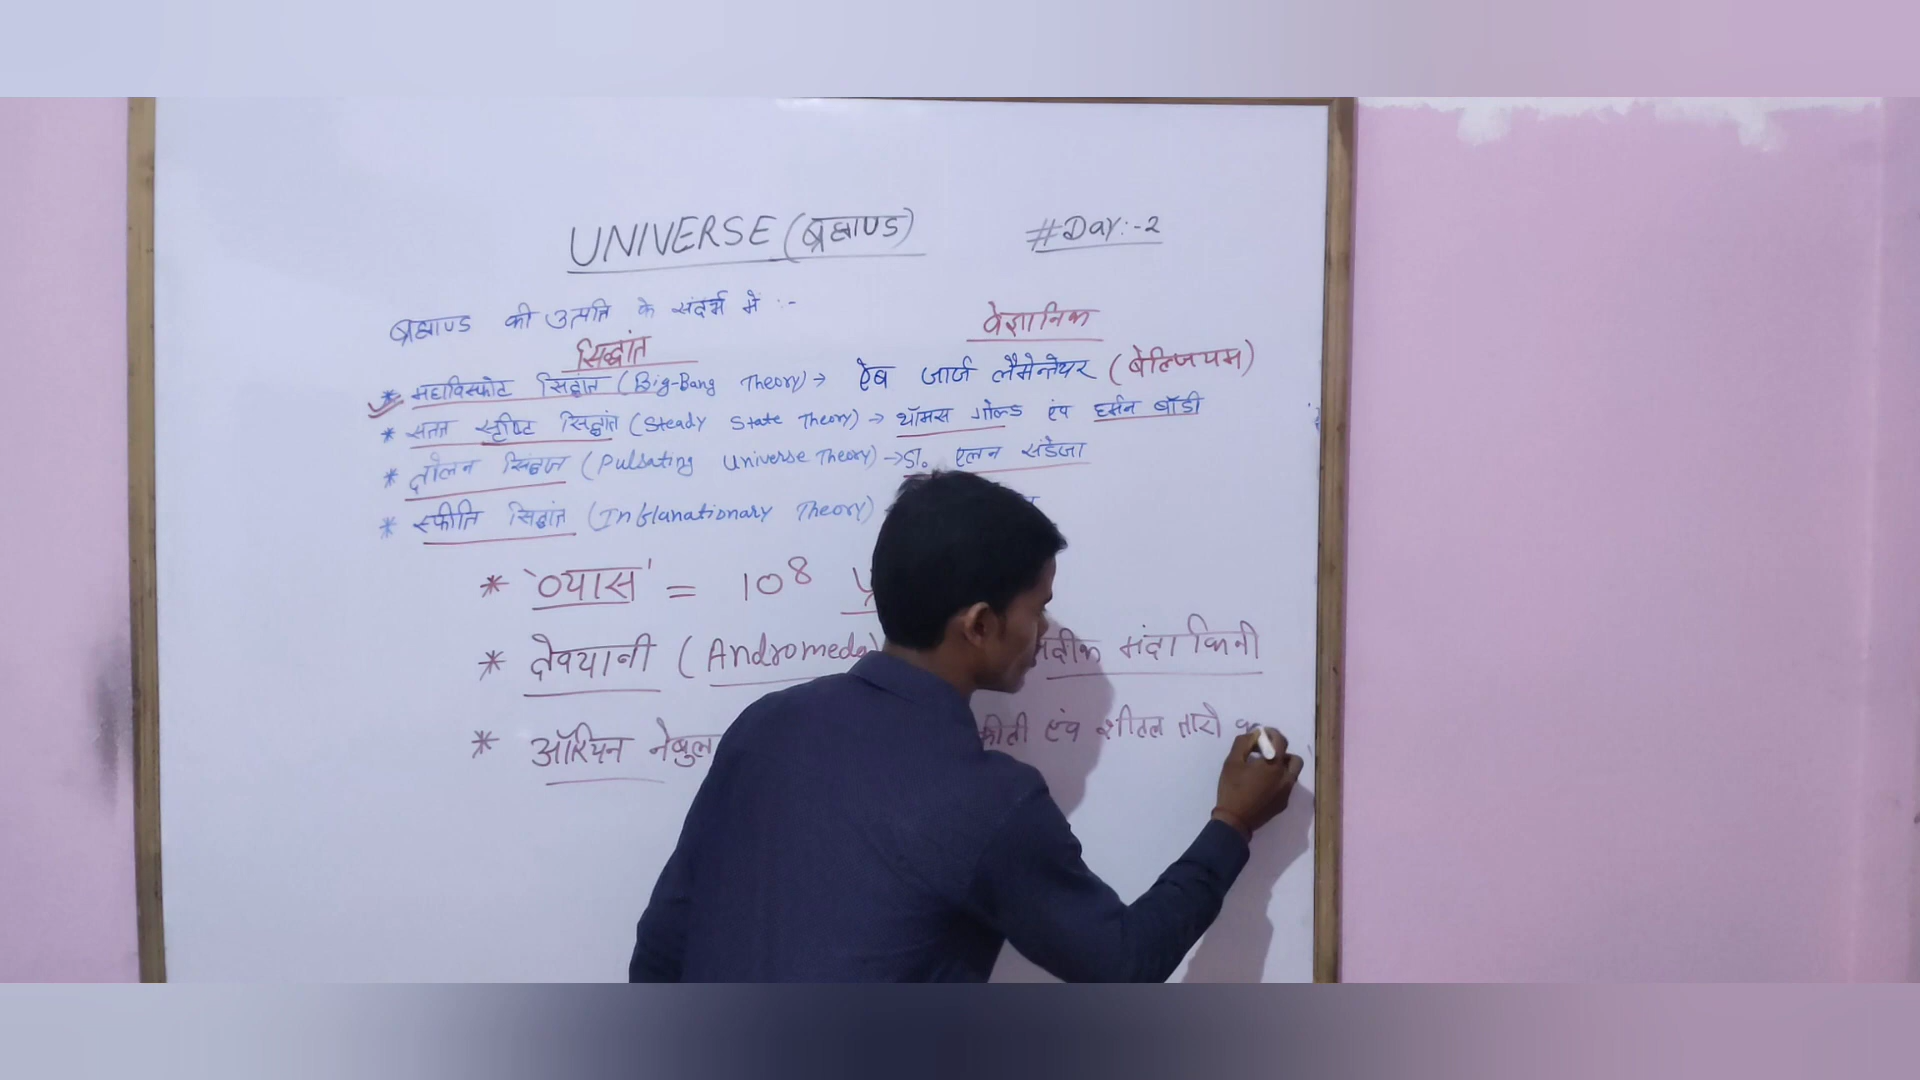 UNIVERSE (ब्रह्माण्ड) #Day:-2
ब्रह्माण्ड की उत्पत्ति के संदर्भ में :-
सिद्धांत वैज्ञानिक
* महाविस्फोट सिद्धांत (Big-Bang Theory) → ऐब जार्ज लैमेन्तेयर (बेल्जियम)
* सतत सृष्टि सिद्धांत (Steady State Theory) → थॉमस गोल्ड एंव हर्मन बॉडी
* दोलन सिद्धांत (Pulsating Universe Theory) → डा. एलन संडेजा
* स्फीति सिद्धांत (Inflanationary Theory)
* 'व्यास' = 10⁸
* देवयानी (Andromeda) मंदाकिनी
* ऑरियन नेबुल एंव शीतल तारो